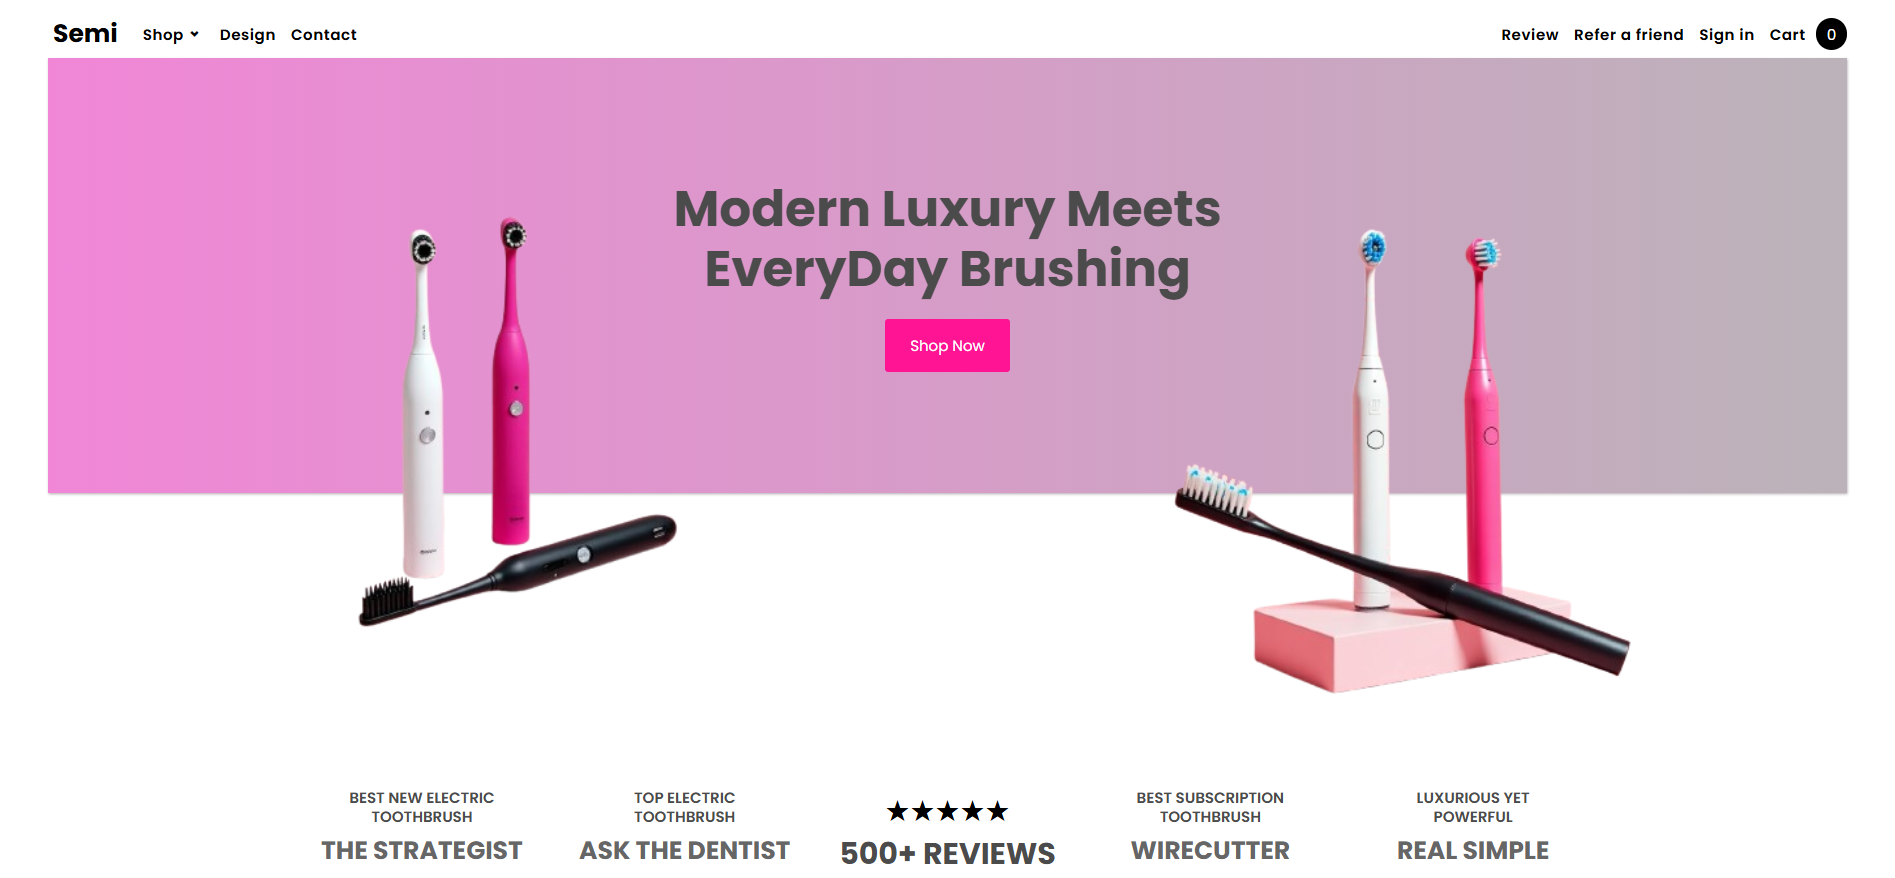 Semi
Shop
Design
Contact
Review
Refer a friend
Sign in
Cart
0
Modern Luxury Meets
EveryDay Brushing
Shop Now
BEST NEW ELECTRIC
TOOTHBRUSH
THE STRATEGIST
TOP ELECTRIC
TOOTHBRUSH
ASK THE DENTIST
★★★★★
500+ REVIEWS
BEST SUBSCRIPTION
TOOTHBRUSH
WIRECUTTER
LUXURIOUS YET
POWERFUL
REAL SIMPLE